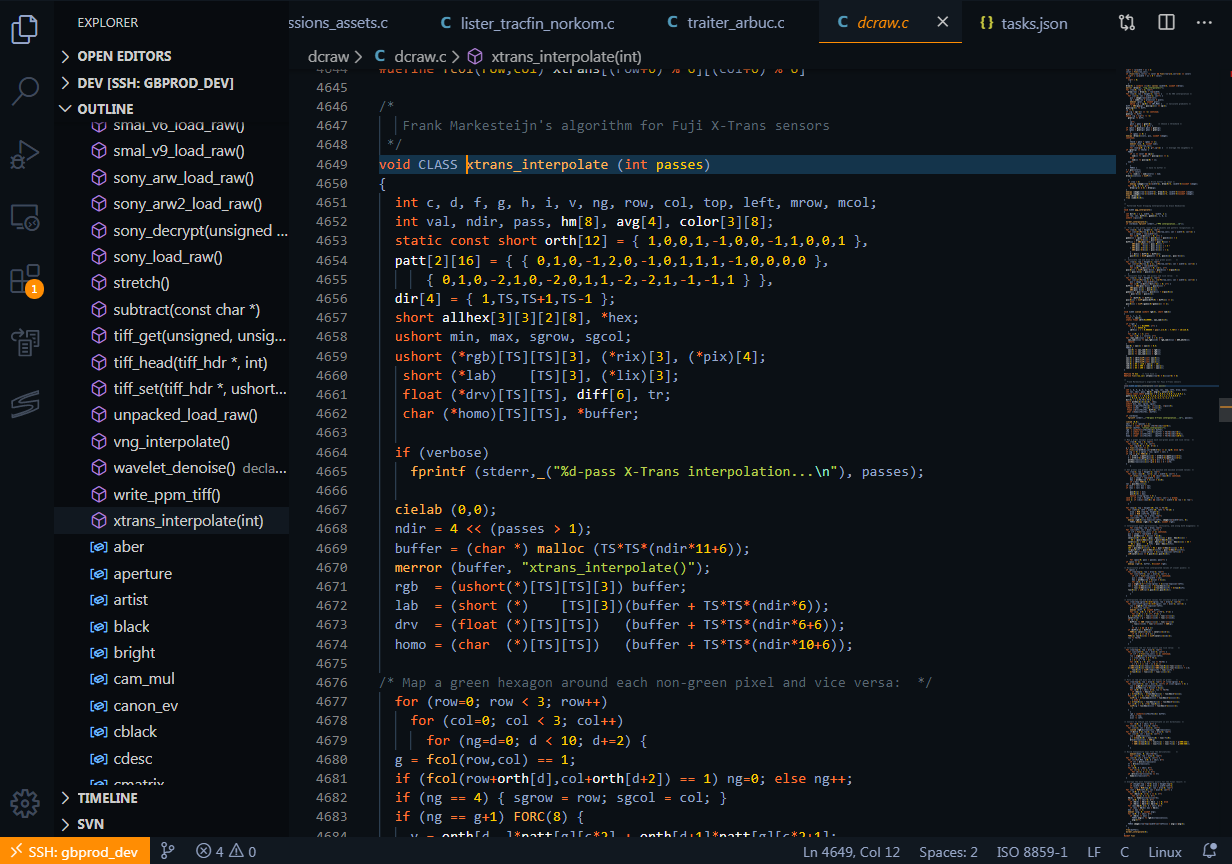 EXPLORER
ssions_assets.c
C lister_tracfin_norkom.c
C traiter_arbuc.c
C dcraw.c
{} tasks.json
OPEN EDITORS
DEV [SSH: GBPROD_DEV]
OUTLINE
smal_v6_load_raw()
smal_v9_load_raw()
sony_arw_load_raw()
sony_arw2_load_raw()
sony_decrypt(unsigned ...
sony_load_raw()
stretch()
subtract(const char *)
tiff_get(unsigned, unsig...
tiff_head(tiff_hdr *, int)
tiff_set(tiff_hdr *, ushort...
unpacked_load_raw()
vng_interpolate()
wavelet_denoise() decla...
write_ppm_tiff()
xtrans_interpolate(int)
aber
aperture
artist
black
bright
cam_mul
canon_ev
cblack
cdesc
cmatrix
TIMELINE
SVN
1
dcraw > C dcraw.c > xtrans_interpolate(int)
4644 #define fcol(row,col) xtrans[(row+6) % 6][(col+6) % 6]
4645
4646 /*
4647 Frank Markesteijn's algorithm for Fuji X-Trans sensors
4648 */
4649 void CLASS xtrans_interpolate (int passes)
4650 {
4651 int c, d, f, g, h, i, v, ng, row, col, top, left, mrow, mcol;
4652 int val, ndir, pass, hm[8], avg[4], color[3][8];
4653 static const short orth[12] = { 1,0,0,1,-1,0,0,-1,1,0,0,1 },
4654 patt[2][16] = { { 0,1,0,-1,2,0,-1,0,1,1,1,-1,0,0,0,0 },
4655 { 0,1,0,-2,1,0,-2,0,1,1,-2,-2,1,-1,-1,1 } },
4656 dir[4] = { 1,TS,TS+1,TS-1 };
4657 short allhex[3][3][2][8], *hex;
4658 ushort min, max, sgrow, sgcol;
4659 ushort (*rgb)[TS][TS][3], (*rix)[3], (*pix)[4];
4660 short (*lab) [TS][3], (*lix)[3];
4661 float (*drv)[TS][TS], diff[6], tr;
4662 char (*homo)[TS][TS], *buffer;
4663
4664 if (verbose)
4665 fprintf (stderr,_("%d-pass X-Trans interpolation...\n"), passes);
4666
4667 cielab (0,0);
4668 ndir = 4 << (passes > 1);
4669 buffer = (char *) malloc (TS*TS*(ndir*11+6));
4670 merror (buffer, "xtrans_interpolate()");
4671 rgb = (ushort(*)[TS][TS][3]) buffer;
4672 lab = (short (*) [TS][3])(buffer + TS*TS*(ndir*6));
4673 drv = (float (*)[TS][TS]) (buffer + TS*TS*(ndir*6+6));
4674 homo = (char (*)[TS][TS]) (buffer + TS*TS*(ndir*10+6));
4675
4676 /* Map a green hexagon around each non-green pixel and vice versa: */
4677 for (row=0; row < 3; row++)
4678 for (col=0; col < 3; col++)
4679 for (ng=d=0; d < 10; d+=2) {
4680 g = fcol(row,col) == 1;
4681 if (fcol(row+orth[d],col+orth[d+2]) == 1) ng=0; else ng++;
4682 if (ng == 4) { sgrow = row; sgcol = col; }
4683 if (ng == g+1) FORC(8) {
4684 v = orth[d ]*patt[g][c*2] + orth[d+1]*patt[g][c*2+1];
SSH: gbprod_dev
4 0
Ln 4649, Col 12
Spaces: 2
ISO 8859-1
LF
C
Linux